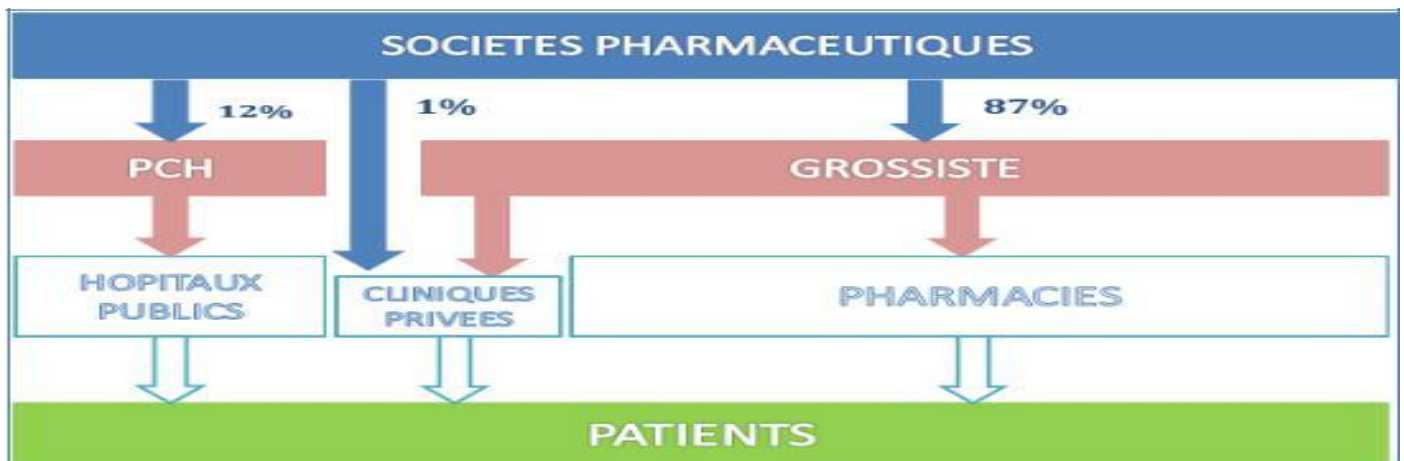 SOCIETES PHARMACEUTIQUES
12%
1%
87%
PCH
GROSSISTE
HOPITAUX
PUBLICS
CLINIQUES
PRIVEES
PHARMACIES
PATIENTS